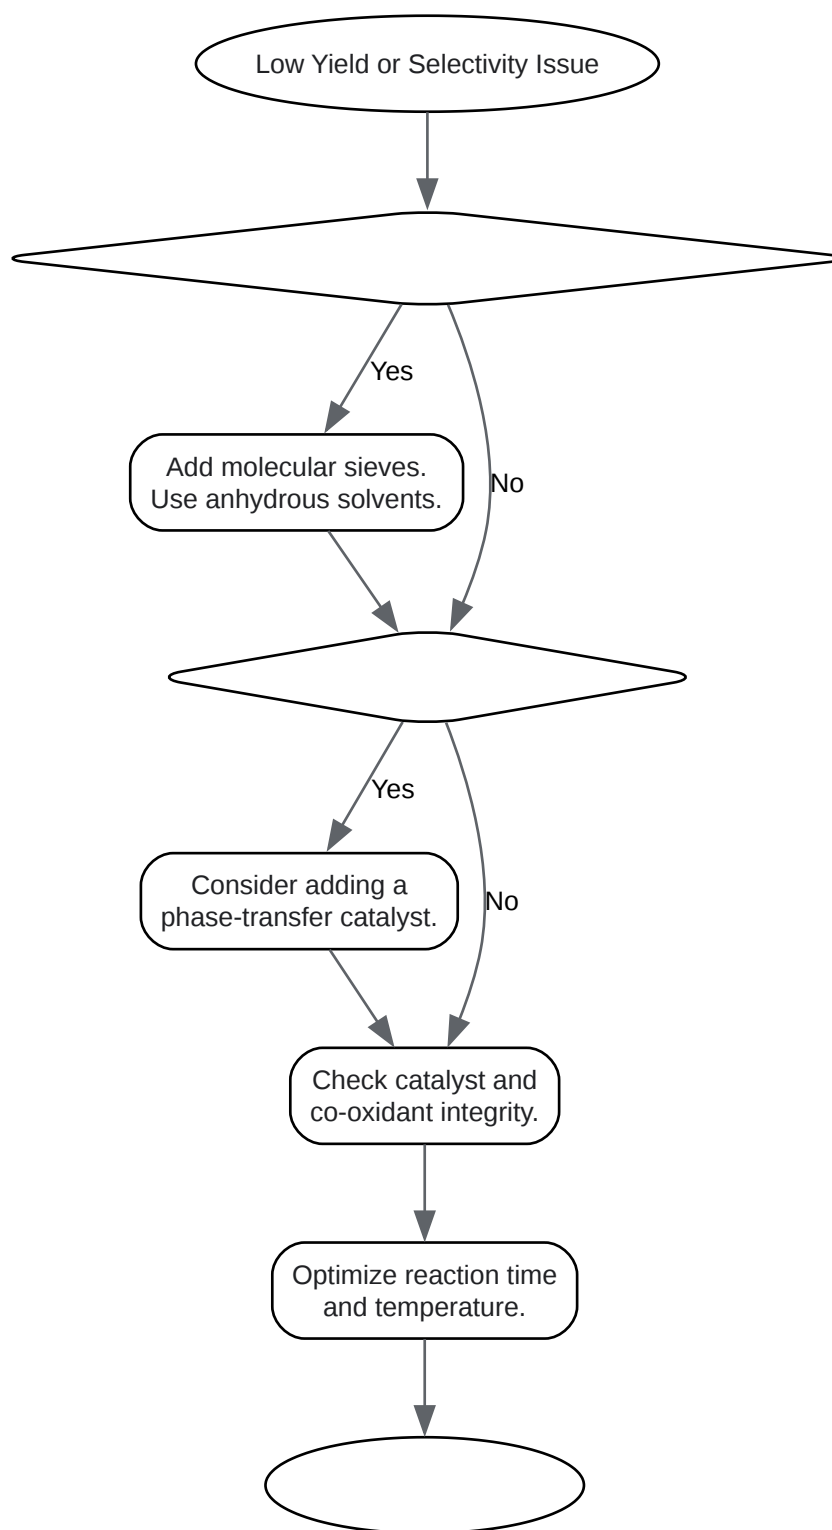 Low Yield or Selectivity Issue
Yes
Add molecular sieves.
Use anhydrous solvents.
No
Yes
Consider adding a
phase-transfer catalyst.
No
Check catalyst and
co-oxidant integrity.
Optimize reaction time
and temperature.